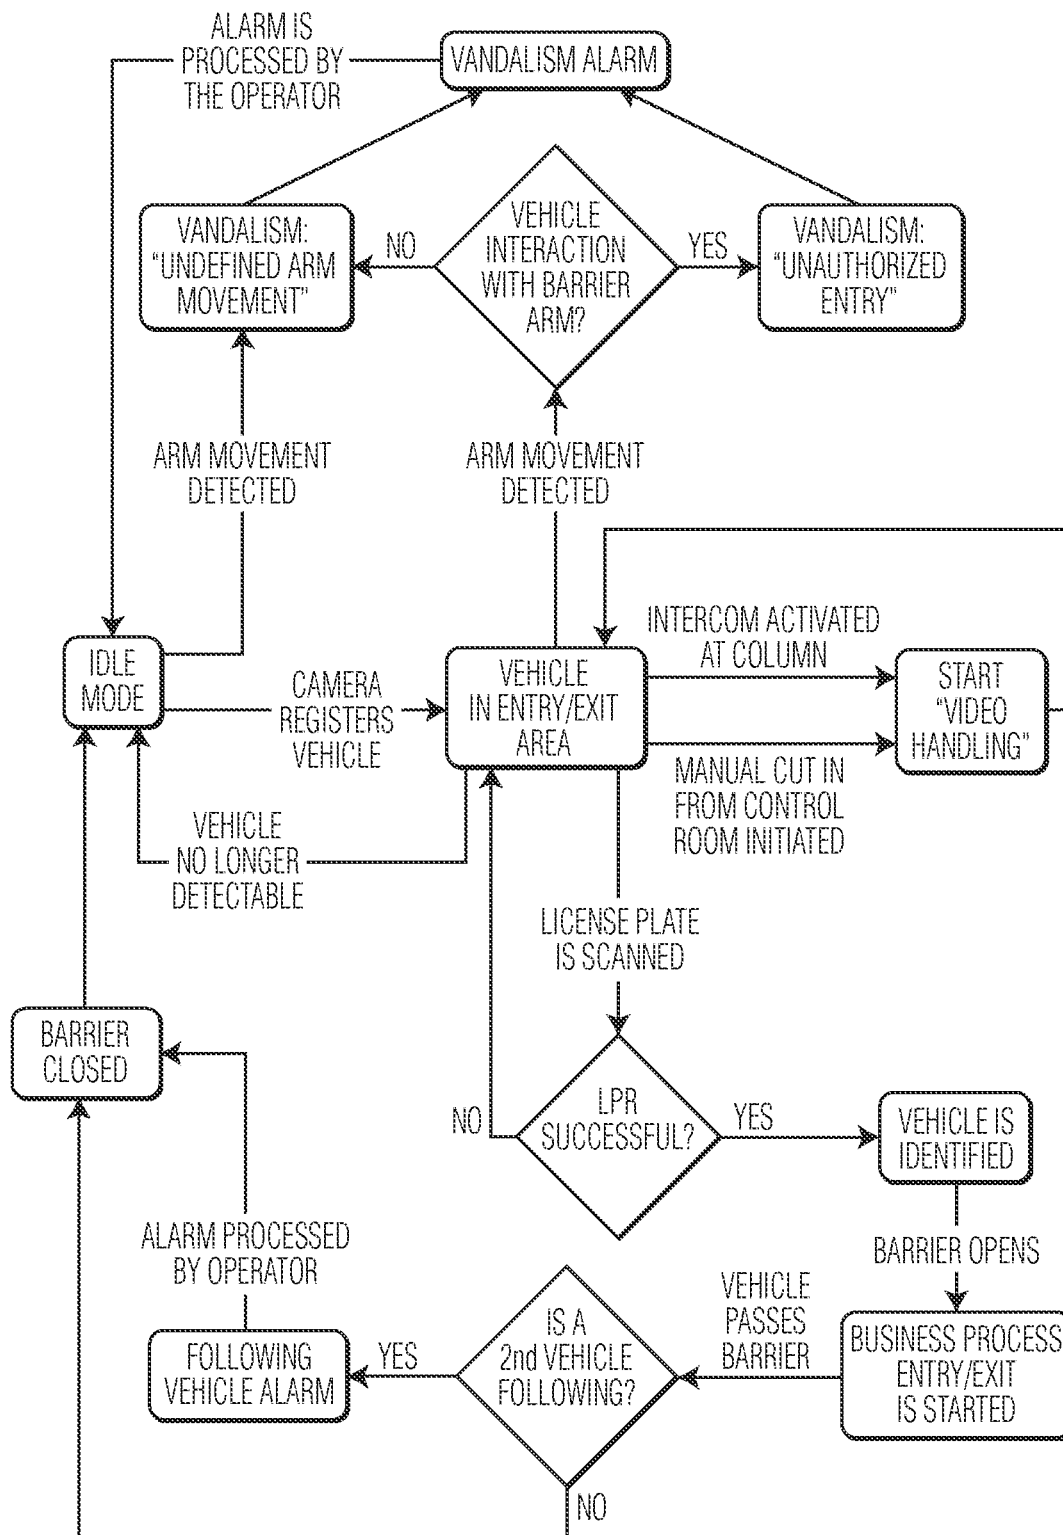 ALARM IS
PROCESSED BY
THE OPERATOR
VANDALISM ALARM
VANDALISM:
"UNDEFINED ARM
MOVEMENT"
NO
VEHICLE
INTERACTION
WITH BARRIER
ARM?
YES
VANDALISM:
"UNAUTHORIZED
ENTRY"
ARM MOVEMENT
DETECTED
ARM MOVEMENT
DETECTED
IDLE
MODE
CAMERA
REGISTERS
VEHICLE
VEHICLE
IN ENTRY/EXIT
AREA
INTERCOM ACTIVATED
AT COLUMN
START
"VIDEO
HANDLING"
MANUAL CUT IN
FROM CONTROL
ROOM INITIATED
VEHICLE
NO LONGER
DETECTABLE
LICENSE PLATE
IS SCANNED
BARRIER
CLOSED
NO
LPR
SUCCESSFUL?
YES
VEHICLE IS
IDENTIFIED
ALARM PROCESSED
BY OPERATOR
BARRIER OPENS
FOLLOWING
VEHICLE ALARM
YES
IS A
2nd VEHICLE
FOLLOWING?
VEHICLE
PASSES
BARRIER
BUSINESS PROCESS
ENTRY/EXIT
IS STARTED
NO